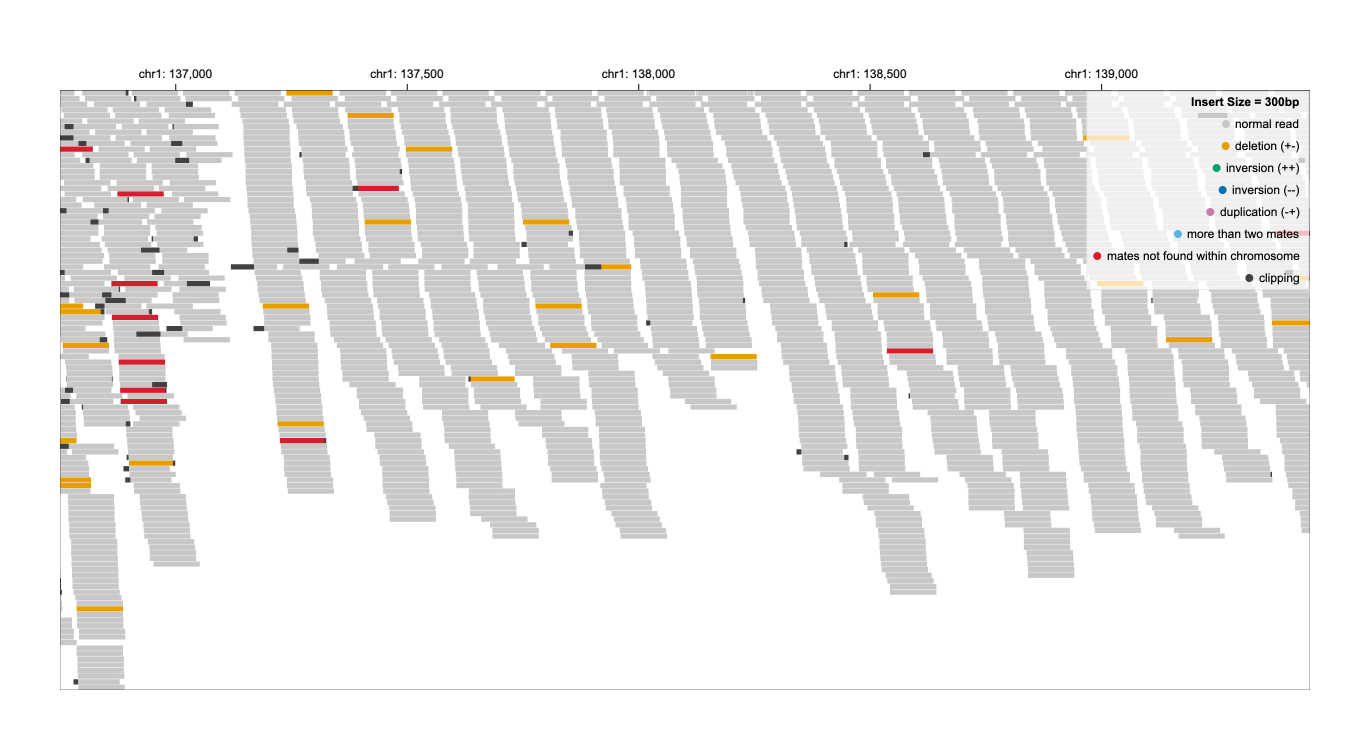 chr1: 137,000 chr1: 137,500 chr1: 138,000 chr1: 138,500 chr1: 139,000
Insert Size = 300bp
normal read
deletion (+-)
inversion (++)
inversion (--)
duplication (-+)
more than two mates
mates not found within chromosome
clipping